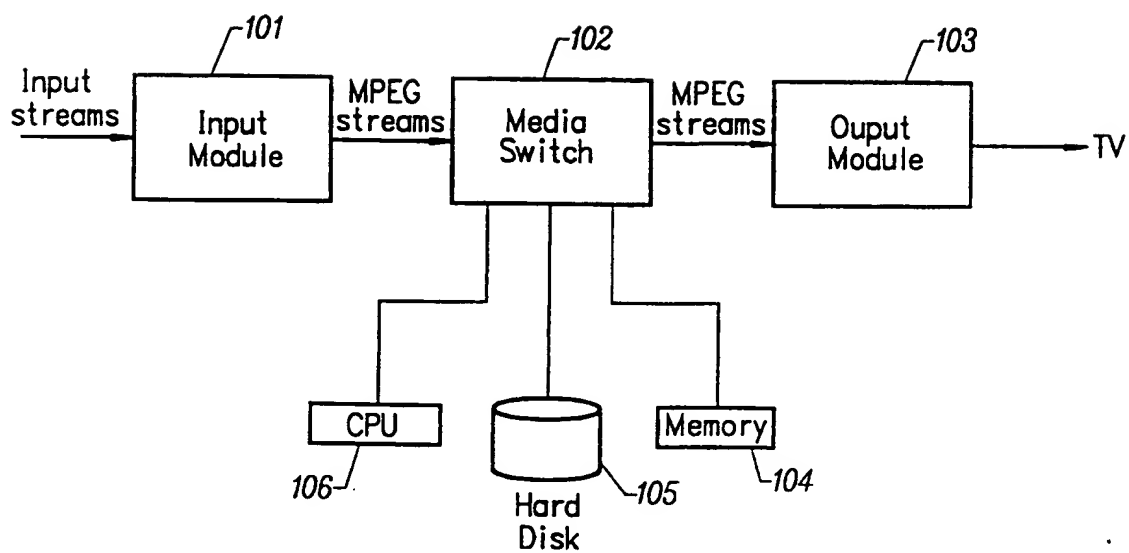 101
102
103
Input
streams
Input
Module
MPEG
streams
Media
Switch
MPEG
streams
Ouput
Module
TV
CPU
106
Hard
Disk
105
Memory
104